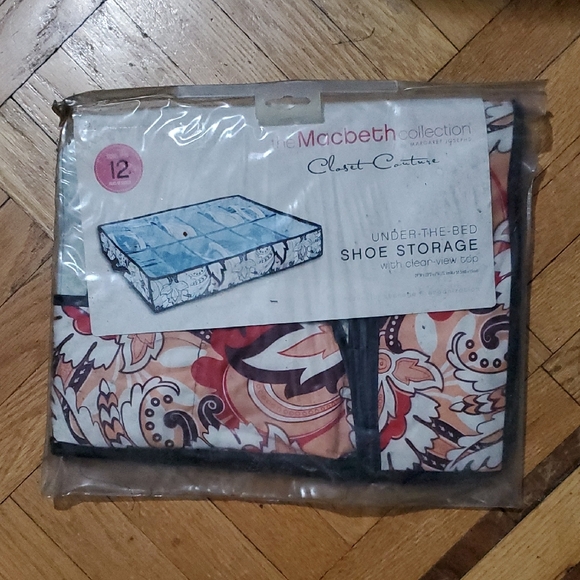 the Macbeth collection
Closet Couture
12
UNDER-THE-BED
SHOE STORAGE
with clear-view top